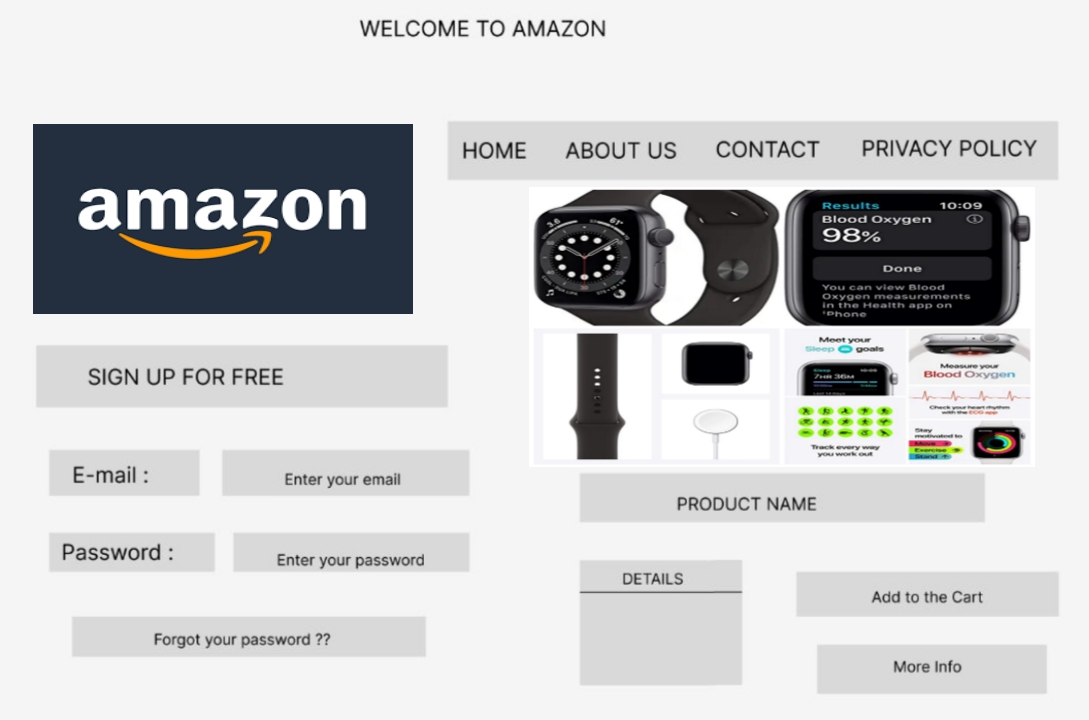 WELCOME TO AMAZON
amazon
HOME ABOUT US CONTACT PRIVACY POLICY
SIGN UP FOR FREE
E-mail : Enter your email
Password : Enter your password
Forgot your password ??
61°
Results 10:09
Blood Oxygen
98%
Done
You can view Blood
Oxygen measurements
in the Health app on
iPhone
Meet your
Sleep goals
Sleep 10:09
7HR 36M
Track every way
you work out
Measure your
Blood Oxygen
Check your heart rhythm
with the ECG app
Stay
motivated to
Move
Exercise
Stand
PRODUCT NAME
DETAILS
Add to the Cart
More Info